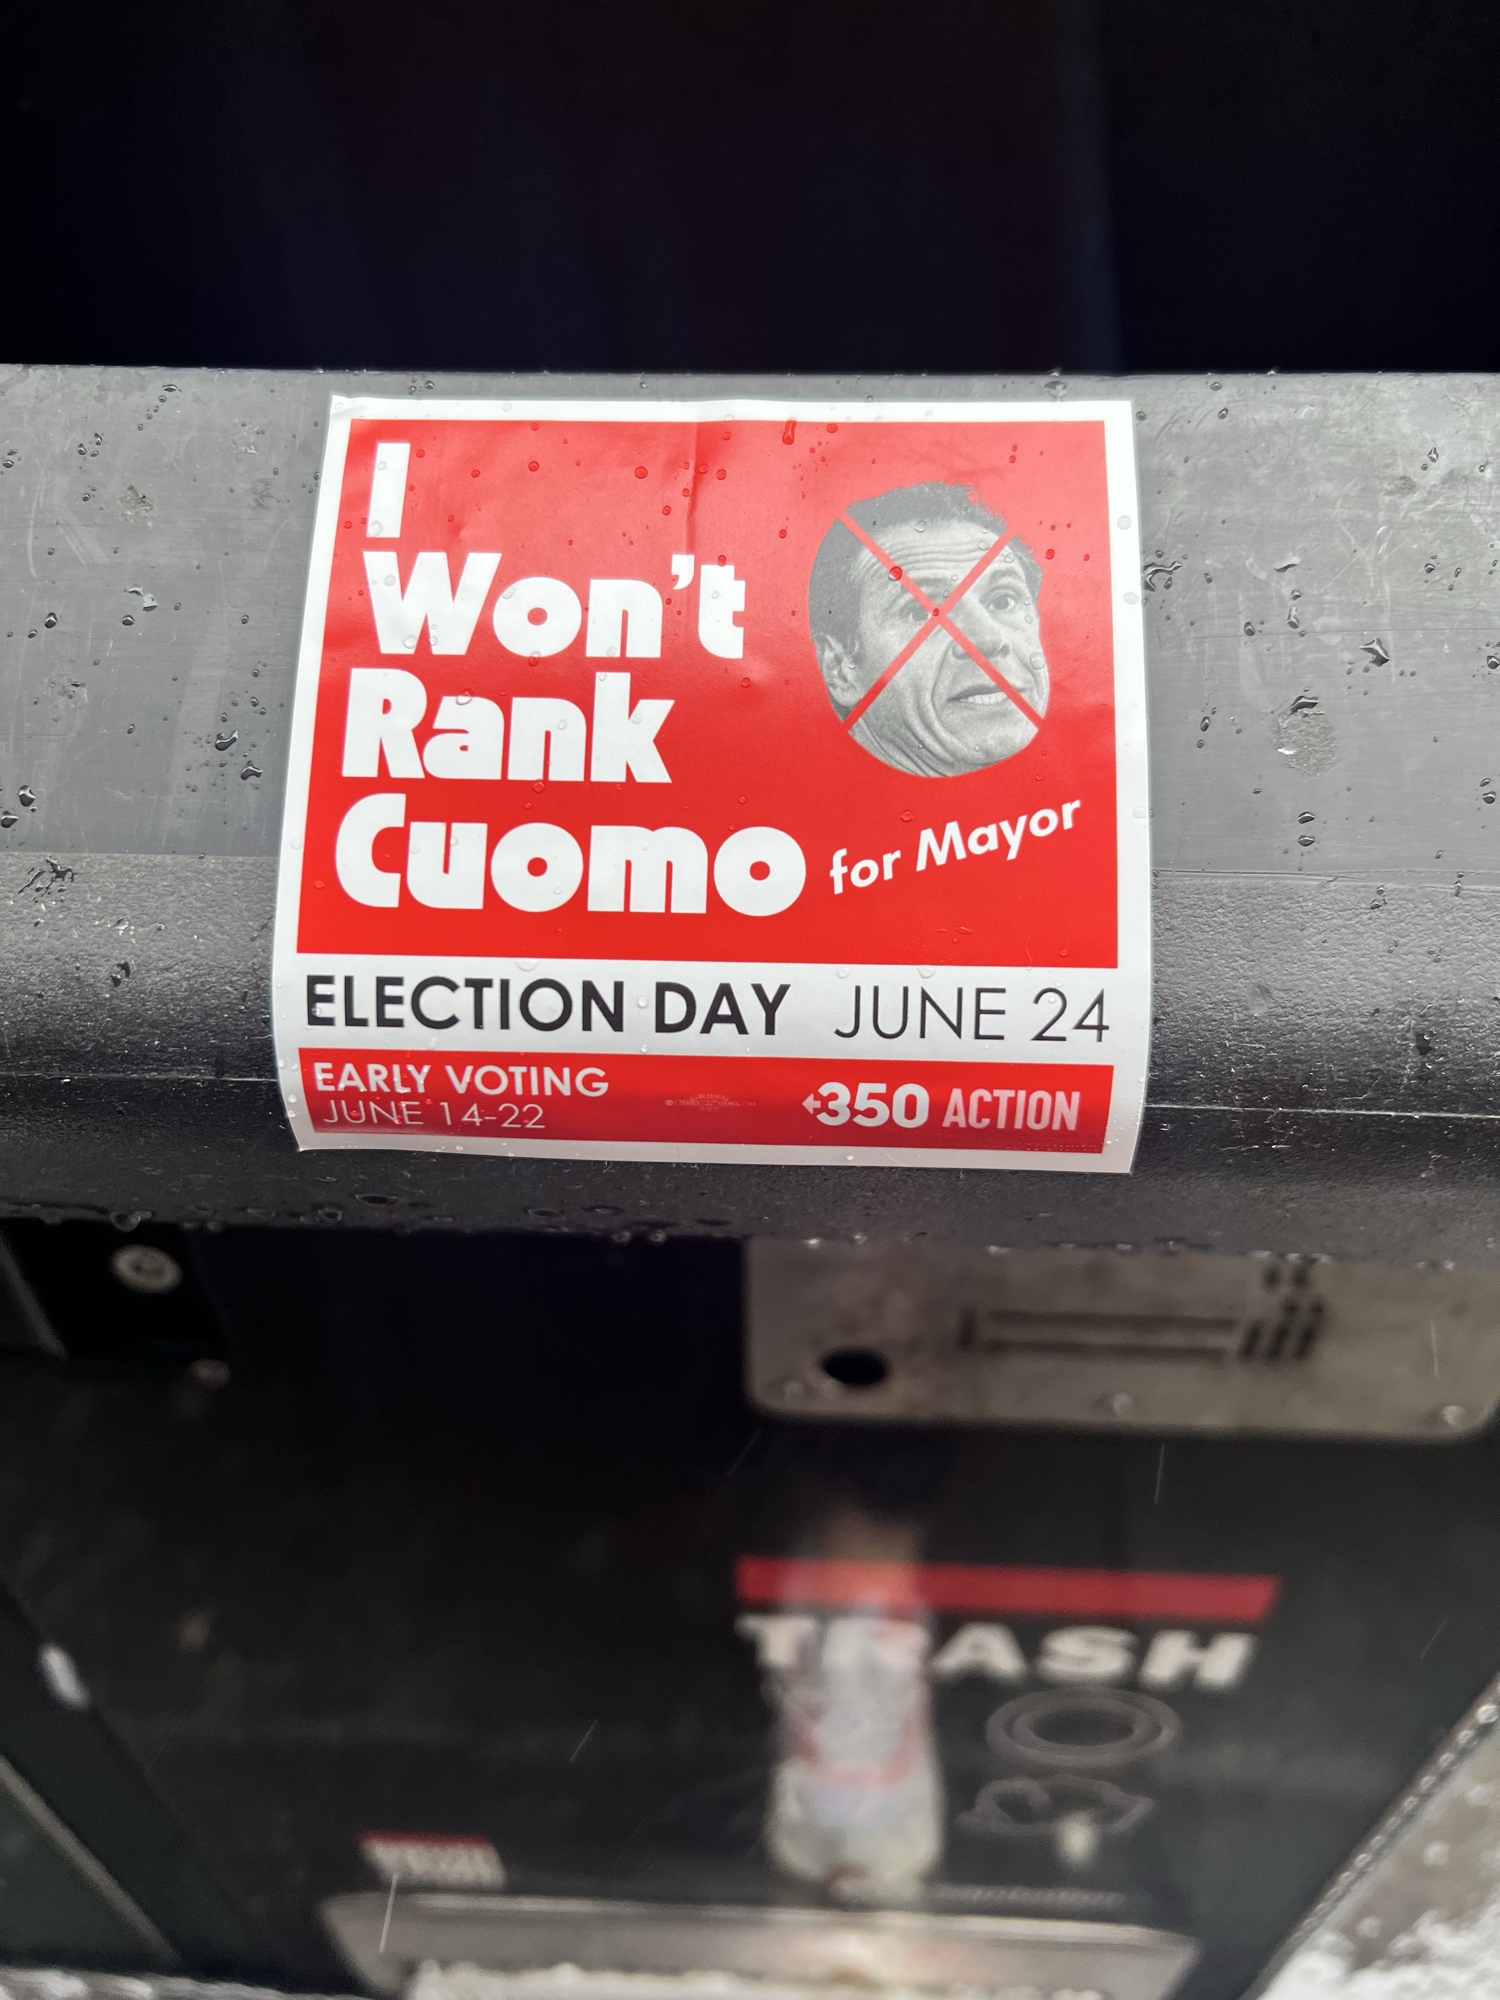 I
Won't
Rank
Cuomo for Mayor
ELECTION DAY JUNE 24
EARLY VOTING
JUNE 14-22
350 ACTION
TRASH